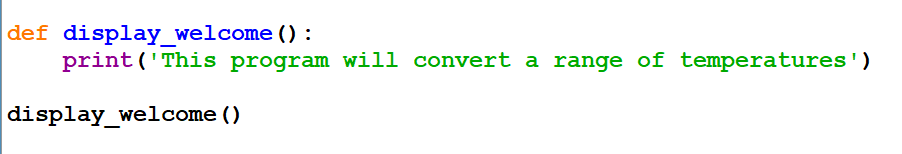 def display_welcome():
    print('This program will convert a range of temperatures')
display_welcome()